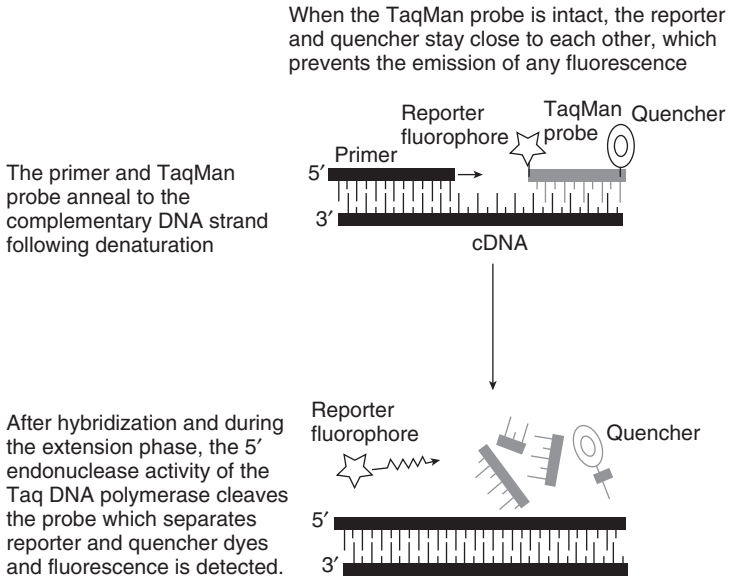 When the TaqMan probe is intact, the reporter
and quencher stay close to each other, which
prevents the emission of any fluorescence
Reporter
fluorophore
TaqMan
probe
Quencher
Primer
5′
3′
cDNA
The primer and TaqMan
probe anneal to the
complementary DNA strand
following denaturation
After hybridization and during
the extension phase, the 5′
endonuclease activity of the
Taq DNA polymerase cleaves
the probe which separates
reporter and quencher dyes
and fluorescence is detected.
Reporter
fluorophore
Quencher
5′
3′